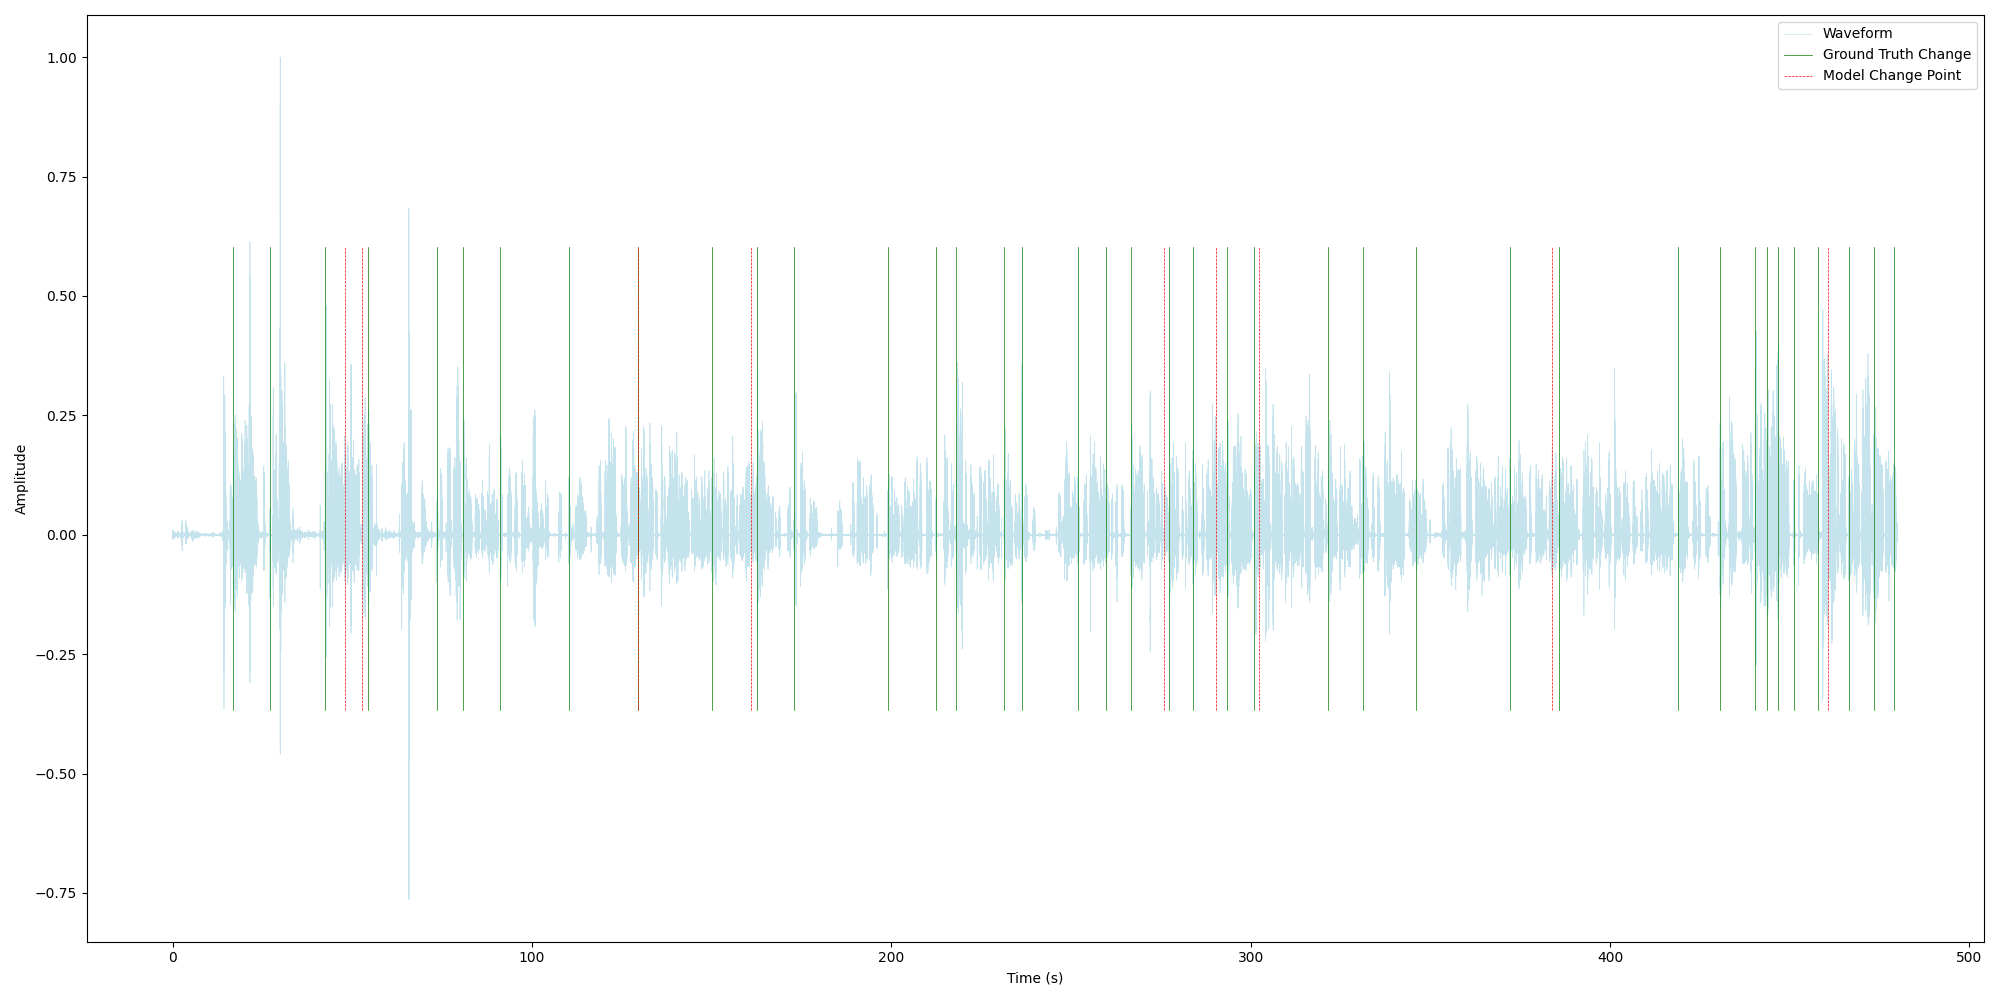 Waveform
Ground Truth Change
Model Change Point
1.00
0.75
0.50
0.25
0.00
−0.25
−0.50
−0.75
Amplitude
0 100 200 300 400 500
Time (s)